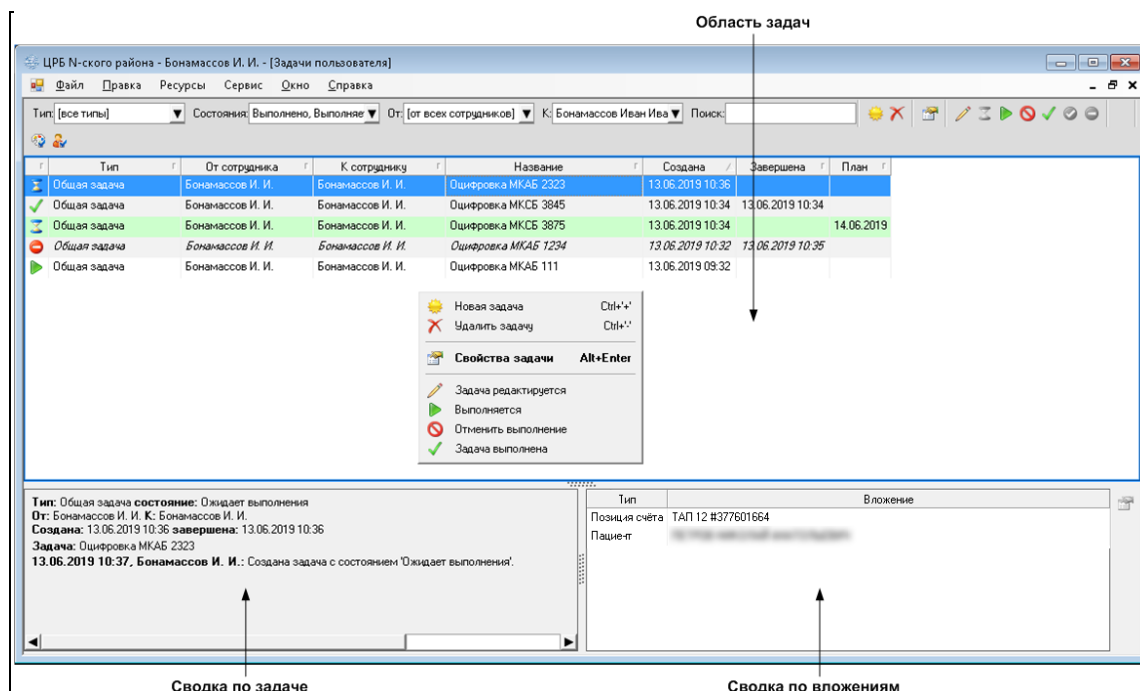 Область задач
ЦРБ N-ского района - Бонамассов И. И. - [Задачи пользователя]
Файл Правка Ресурсы Сервис Окно Справка
Тип: [все типы] Состояния: Выполнено, Выполняе От: [от всех сотрудников] К: Бонамассов Иван Ива Поиск:
Тип От сотрудника К сотруднику Название Создана Завершена План
Общая задача Бонамассов И. И. Бонамассов И. И. Оцифровка МКАБ 2323 13.06.2019 10:36
Общая задача Бонамассов И. И. Бонамассов И. И. Оцифровка МКСБ 3845 13.06.2019 10:34 13.06.2019 10:34
Общая задача Бонамассов И. И. Бонамассов И. И. Оцифровка МКСБ 3875 13.06.2019 10:34 14.06.2019
Общая задача Бонамассов И. И. Бонамассов И. И. Оцифровка МКАБ 1234 13.06.2019 10:32 13.06.2019 10:35
Общая задача Бонамассов И. И. Бонамассов И. И. Оцифровка МКАБ 111 13.06.2019 09:32
Новая задача Ctrl+'+'
Удалить задачу Ctrl+'-'
Свойства задачи Alt+Enter
Задача редактируется
Выполняется
Отменить выполнение
Задача выполнена
Тип: Общая задача состояние: Ожидает выполнения
От: Бонамассов И. И. К: Бонамассов И. И.
Создана: 13.06.2019 10:36 завершена: 13.06.2019 10:36
Задача: Оцифровка МКАБ 2323
13.06.2019 10:37, Бонамассов И. И.: Создана задача с состоянием 'Ожидает выполнения'.
Тип Вложение
Позиция счёта ТАП 12 #377601664
Пациент
Сводка по задаче
Сводка по вложениям